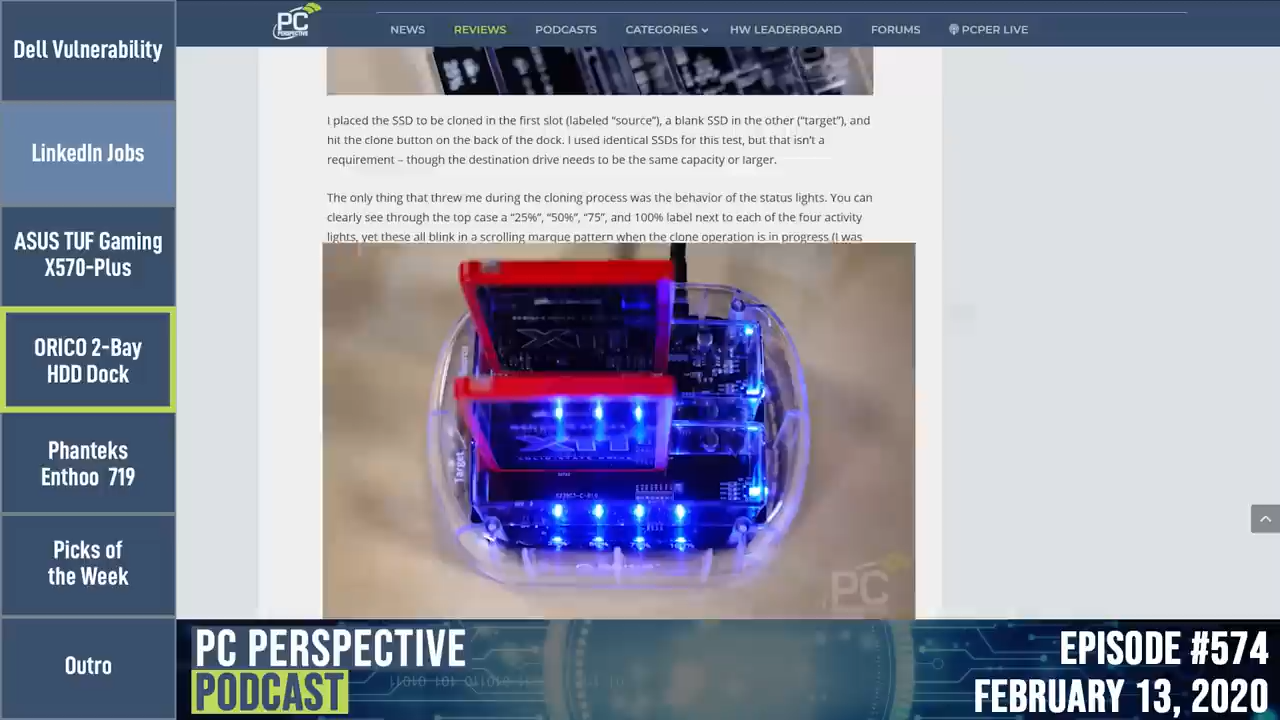 Dell Vulnerability
LinkedIn Jobs
ASUS TUF Gaming
X570-Plus
ORICO 2-Bay
HDD Dock
Phanteks
Enthoo 719
Picks of
the Week
Outro
PC
PERSPECTIVE
NEWS
REVIEWS
PODCASTS
CATEGORIES
HW LEADERBOARD
FORUMS
PCPER LIVE
I placed the SSD to be cloned in the first slot (labeled “source”), a blank SSD in the other (“target”), and
hit the clone button on the back of the dock. I used identical SSDs for this test, but that isn’t a
requirement – though the destination drive needs to be the same capacity or larger.
The only thing that threw me during the cloning process was the behavior of the status lights. You can
clearly see through the top case a “25%”, “50%”, “75”, and 100% label next to each of the four activity
lights, yet these all blink in a scrolling marque pattern when the clone operation is in progress (I was
Target
PC
PC PERSPECTIVE
PODCAST
EPISODE #574
FEBRUARY 13, 2020